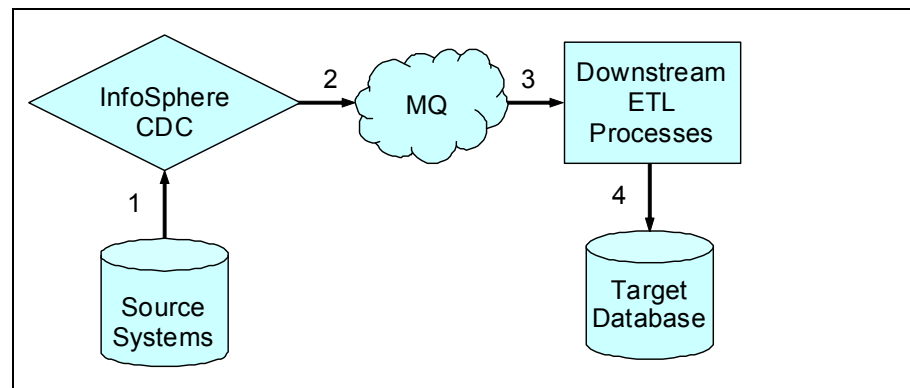 InfoSphere
CDC
2
MQ
3
Downstream
ETL
Processes
1
4
Source
Systems
Target
Database